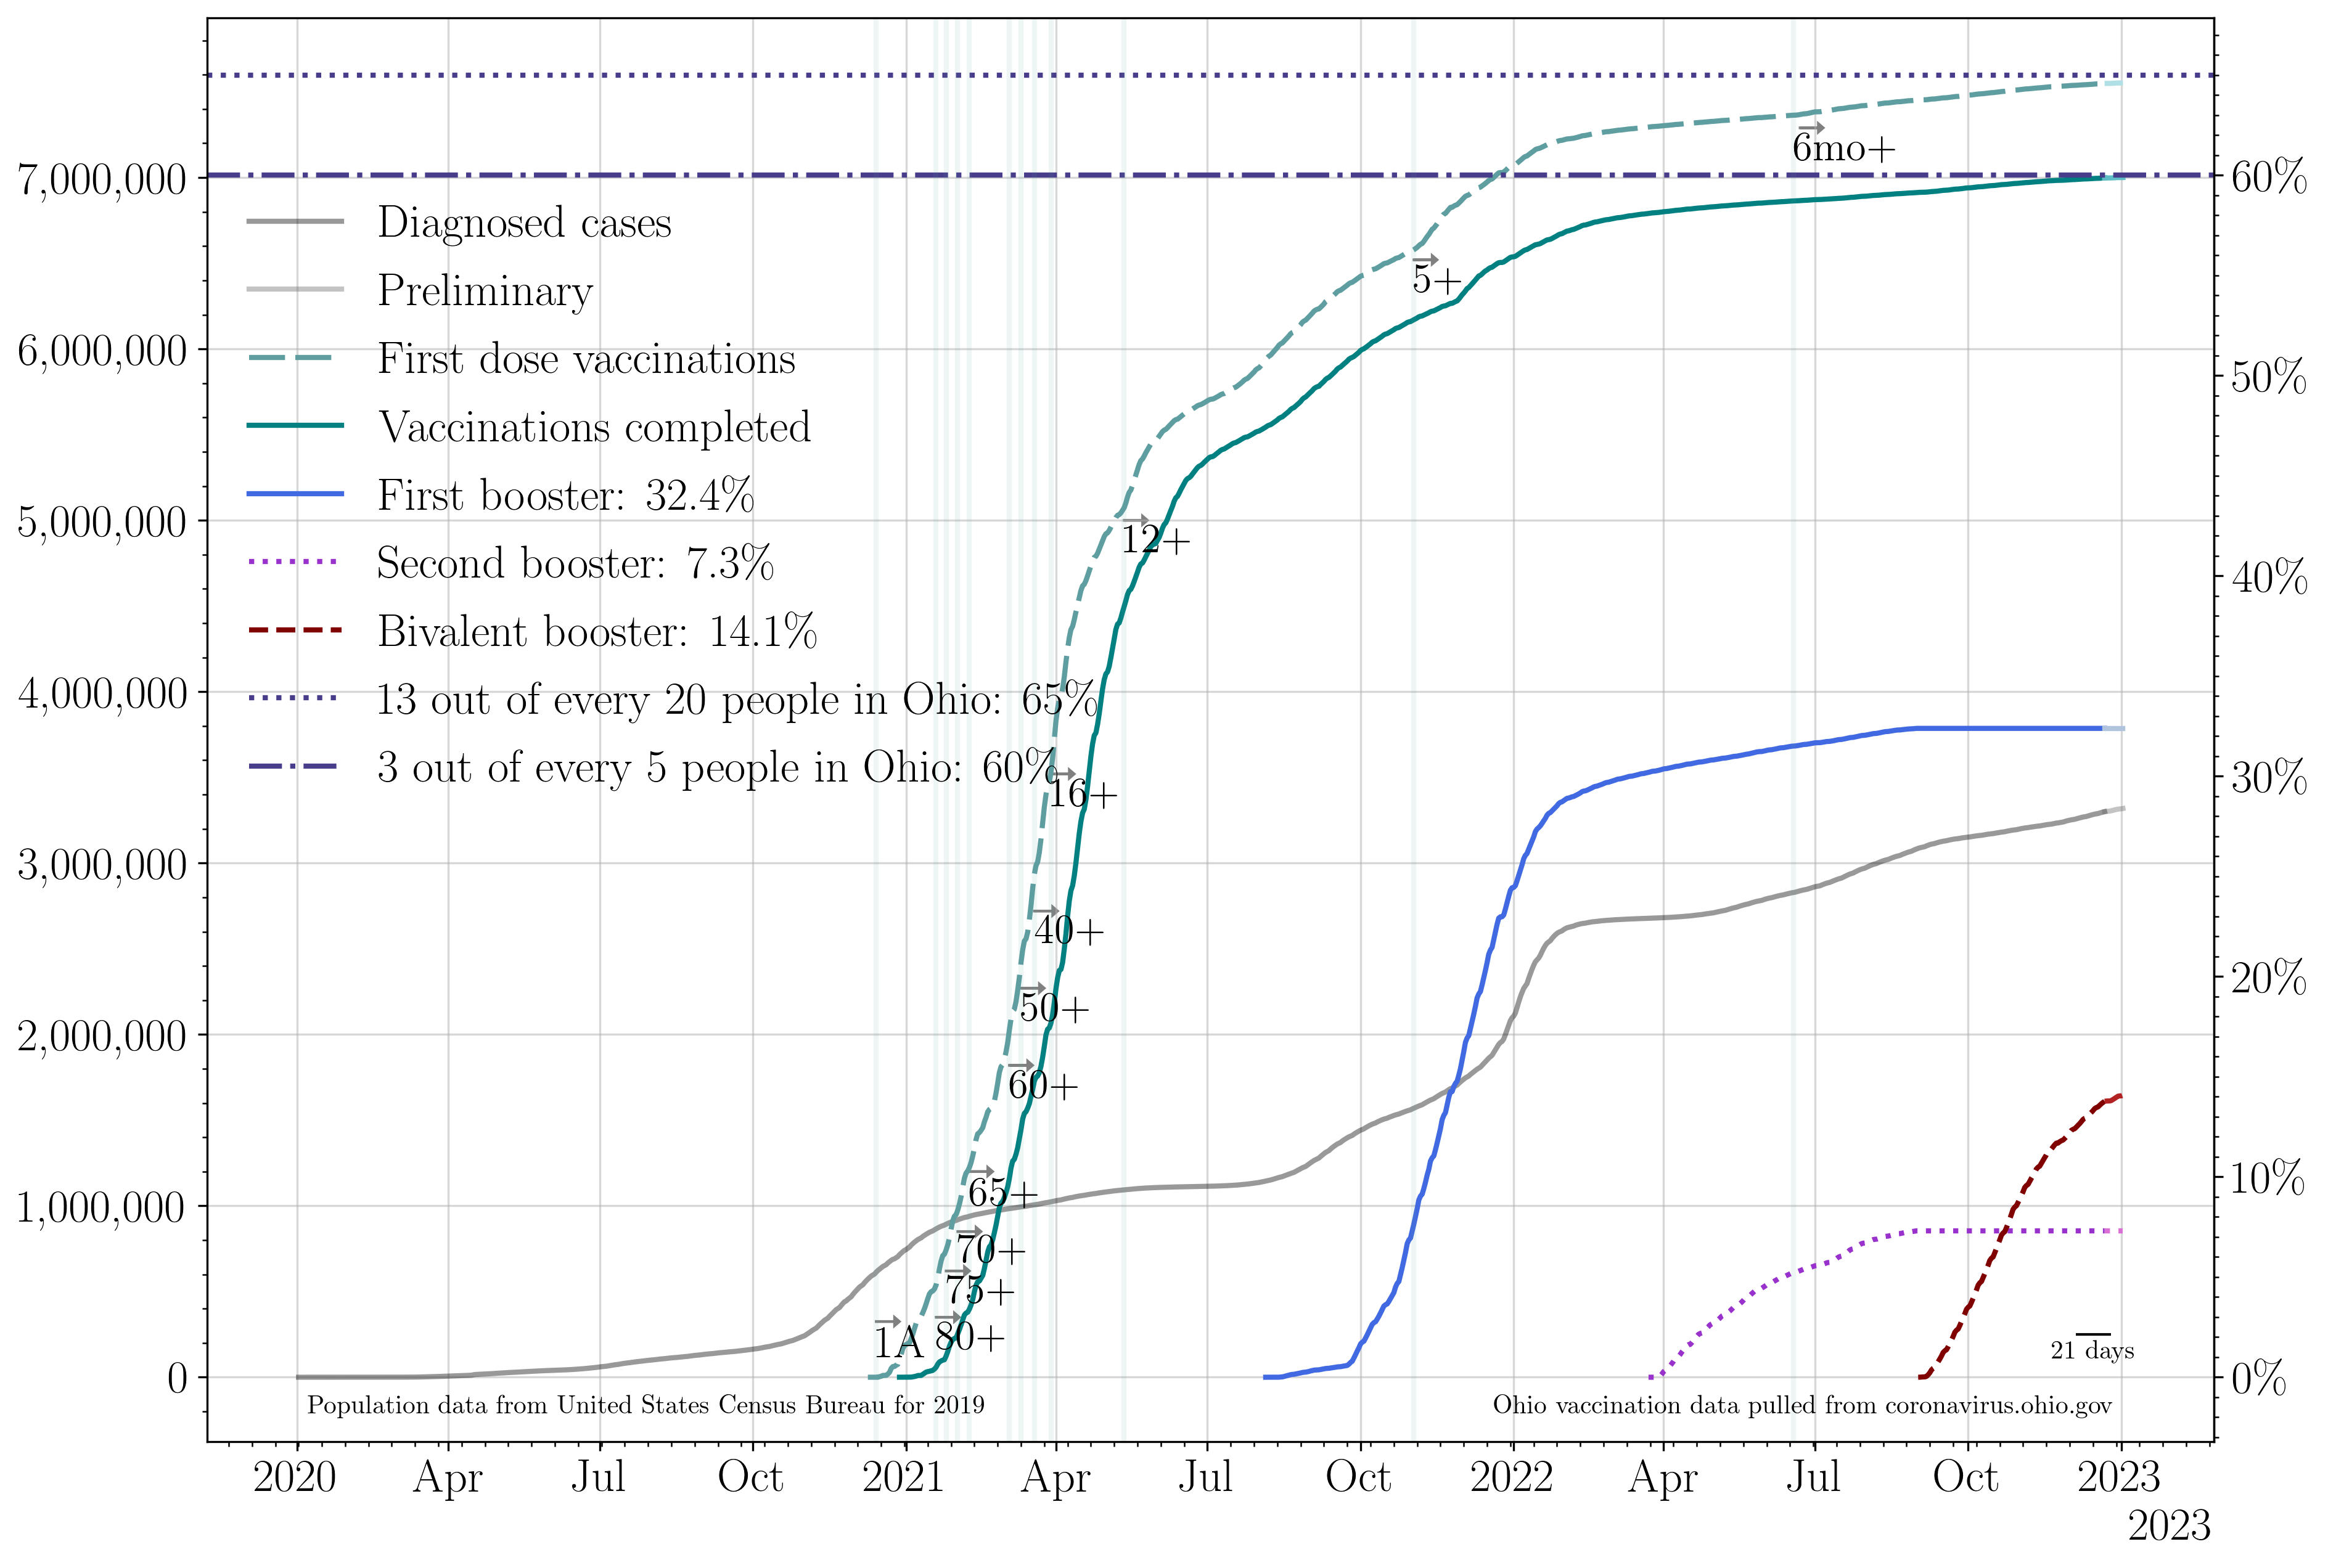 7,000,000
6,000,000
5,000,000
4,000,000
3,000,000
2,000,000
1,000,000
0
Diagnosed cases
Preliminary
First dose vaccinations
Vaccinations completed
First booster: 32.4%
Second booster: 7.3%
Bivalent booster: 14.1%
13 out of every 20 people in Ohio: 65%
3 out of every 5 people in Ohio: 60%
6mo+
5+
12+
16+
40+
50+
60+
65+
70+
75+
80+
1A
60%
50%
40%
30%
20%
10%
0%
21 days
Population data from United States Census Bureau for 2019
Ohio vaccination data pulled from coronavirus.ohio.gov
2020 Apr Jul Oct 2021 Apr Jul Oct 2022 Apr Jul Oct 2023
2023